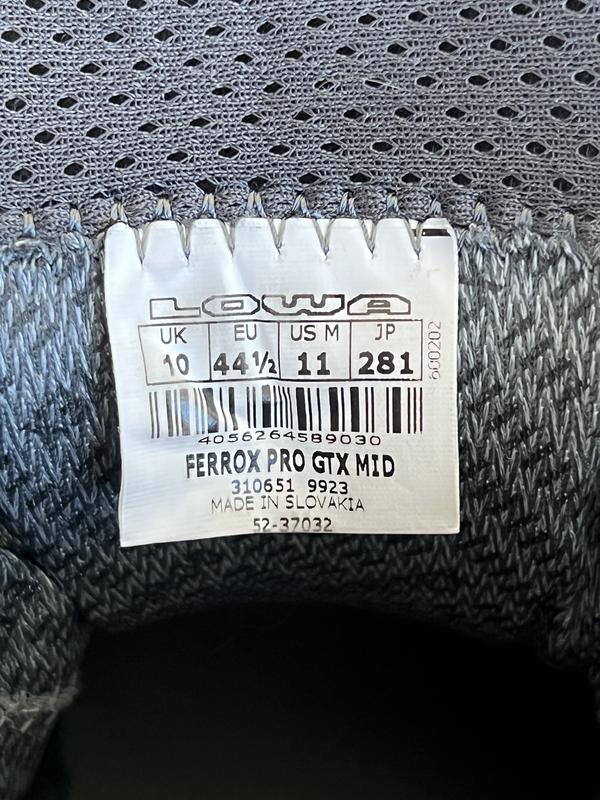 LOWA
UK EU US M JP
10 44½ 11 281
600202
4056264589030
FERROX PRO GTX MID
310651 9923
MADE IN SLOVAKIA
52-37032